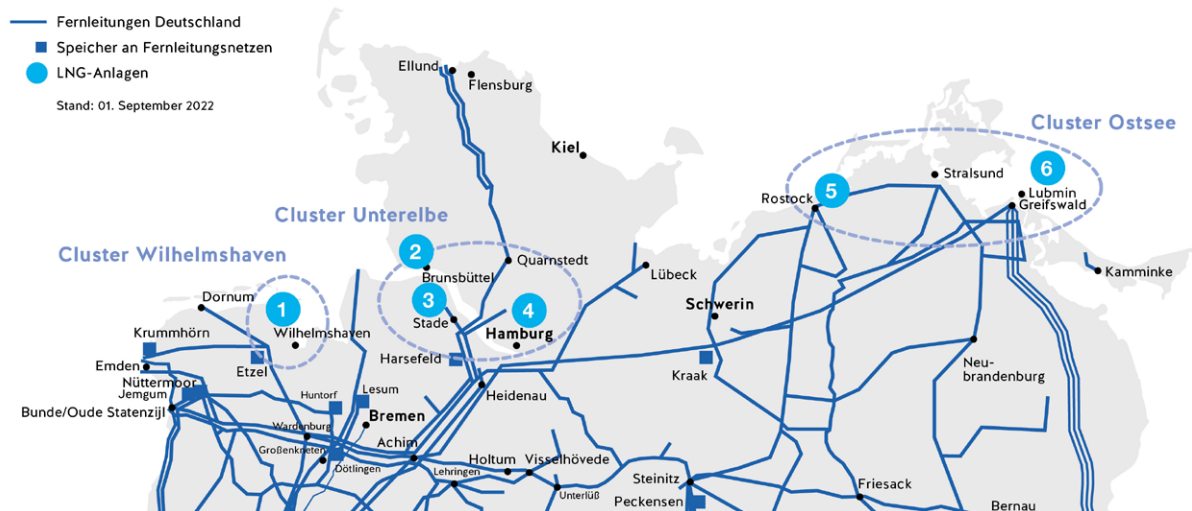 Fernleitungen Deutschland
Speicher an Fernleitungsnetzen
LNG-Anlagen
Stand: 01. September 2022
Ellund
Flensburg
Kiel
Cluster Ostsee
6
Stralsund
5
Lubmin
Rostock
Greifswald
Cluster Unterelbe
Cluster Wilhelmshaven
2
Brunsbüttel
Quarnstedt
Lübeck
Kamminke
Dornum
1
3
4
Schwerin
Krummhörn
Wilhelmshaven
Stade
Hamburg
Emden
Etzel
Harsefeld
Kraak
Neu-
brandenburg
Nüttermoor
Jemgum
Huntorf
Lesum
Heidenau
Bunde/Oude Statenzijl
Bremen
Wardenburg
Achim
Großenkneten
Dötlingen
Lehringen
Holtum
Visselhövede
Unterlüß
Steinitz
Peckensen
Friesack
Bernau